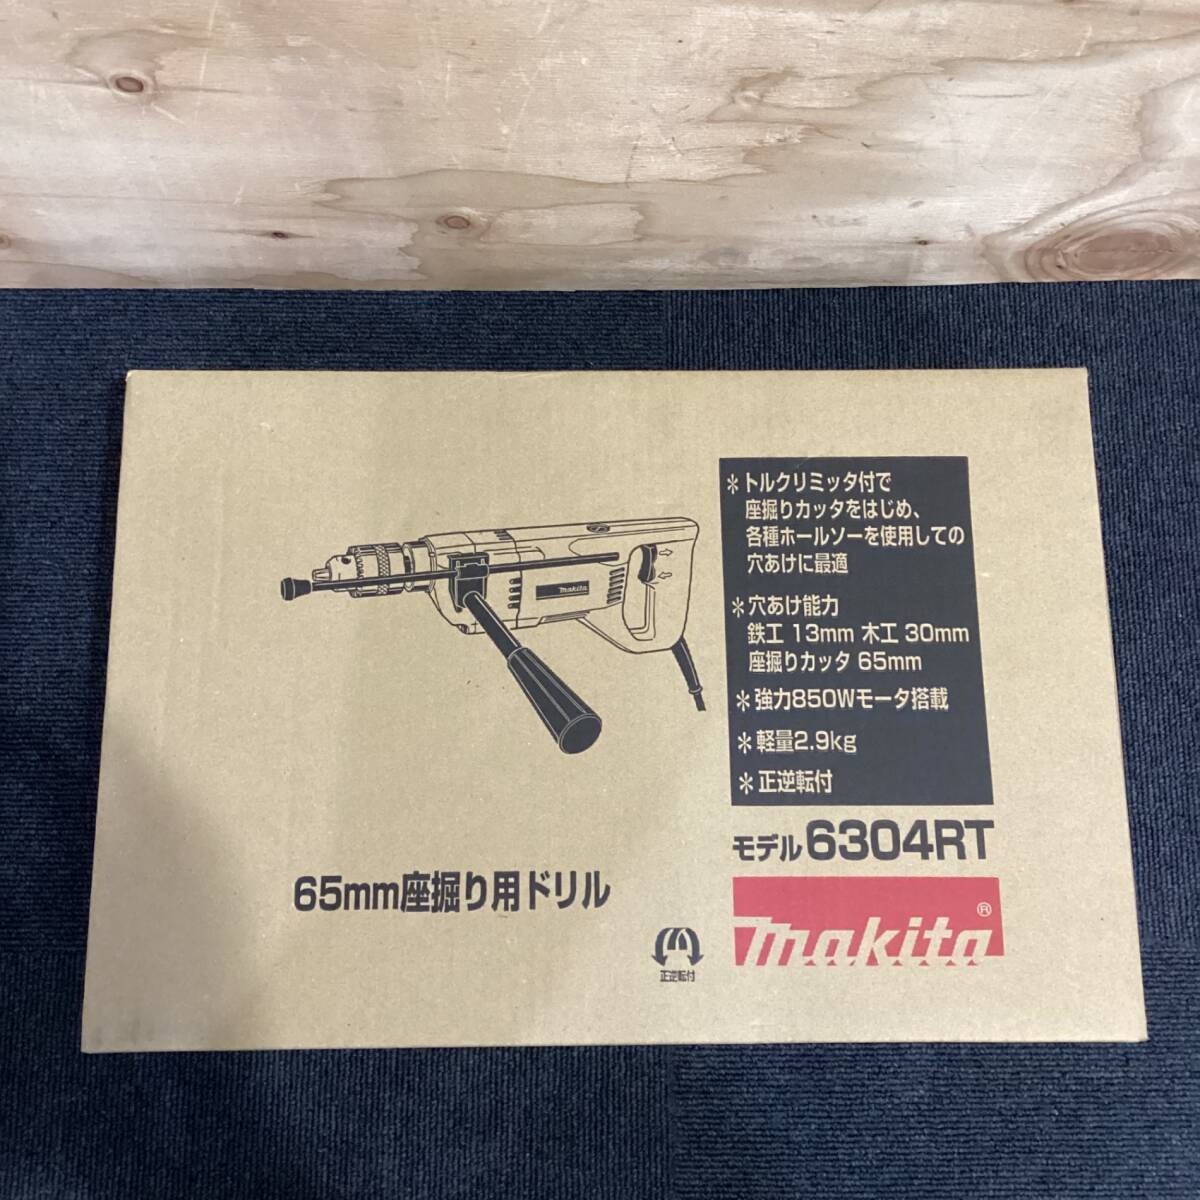 ＊トルクリミッタ付で
座掘りカッタをはじめ、
各種ホールソーを使用しての
穴あけに最適
＊穴あけ能力
鉄工 13mm 木工 30mm
座掘りカッタ 65mm
＊強力850Wモータ搭載
＊軽量2.9kg
＊正逆転付
makita
モデル6304RT
65mm座掘り用ドリル
makita®
正逆転付